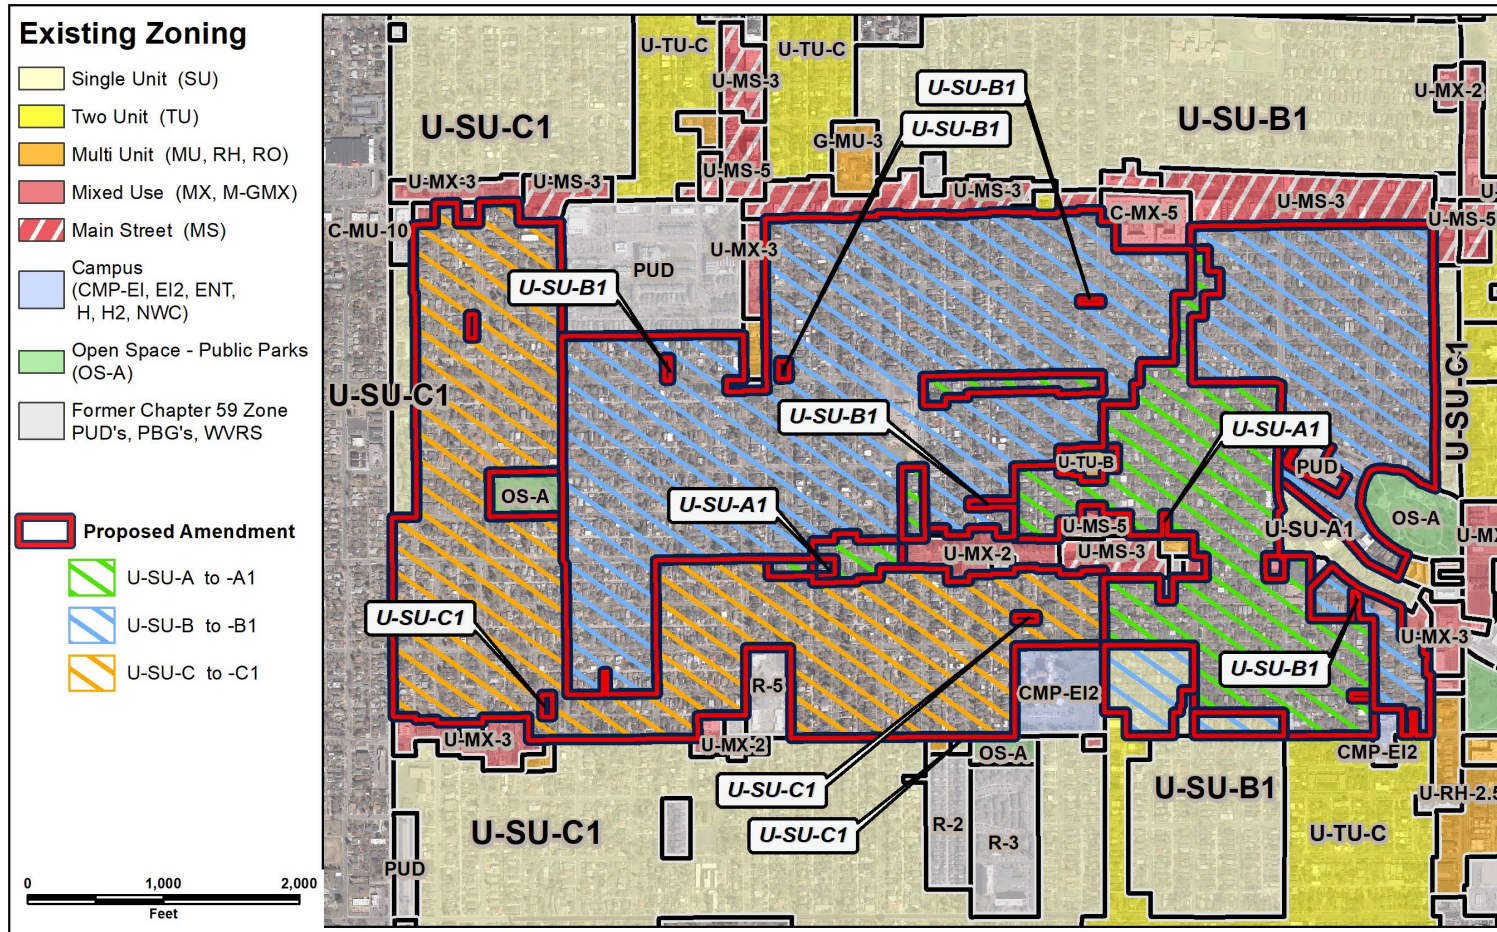 Existing Zoning
Single Unit (SU)
Two Unit (TU)
Multi Unit (MU, RH, RO)
Mixed Use (MX, M-GMX)
Main Street (MS)
Campus
(CMP-EI, EI2, ENT,
H, H2, NWC)
Open Space - Public Parks
(OS-A)
Former Chapter 59 Zone
PUD's, PBG's, WVRS
Proposed Amendment
U-SU-A to -A1
U-SU-B to -B1
U-SU-C to -C1
0 1,000 2,000
Feet
U-TU-C
U-TU-C
U-MS-3
U-SU-B1
U-MX-2
U-SU-C1
U-SU-B1
U-SU-B1
G-MU-3
U-MS-5
U-MX-3
U-MS-3
U-MS-3
U-MS-3
C-MX-5
U-MS-5
C-MU-10
U-MX-3
PUD
U-SU-B1
U-SU-C1
U-SU-C1
U-SU-B1
U-SU-A1
U-TU-B
PUD
OS-A
U-SU-A1
OS-A
U-MS-5
U-SU-A1
U-MX-2
U-MS-3
U-SU-C1
U-MX-3
U-SU-B1
R-5
CMP-EI2
U-MX-3
U-MX-2
OS-A
CMP-EI2
U-SU-C1
U-SU-B1
U-RH-2.5
U-SU-C1
U-SU-C1
R-2
R-3
U-TU-C
PUD